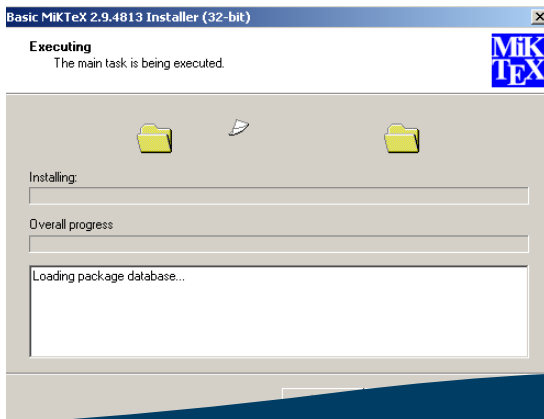 Basic MiKTeX 2.9.4813 Installer (32-bit)
Executing
The main task is being executed.
MiK
TEX
Installing:
Overall progress
Loading package database...